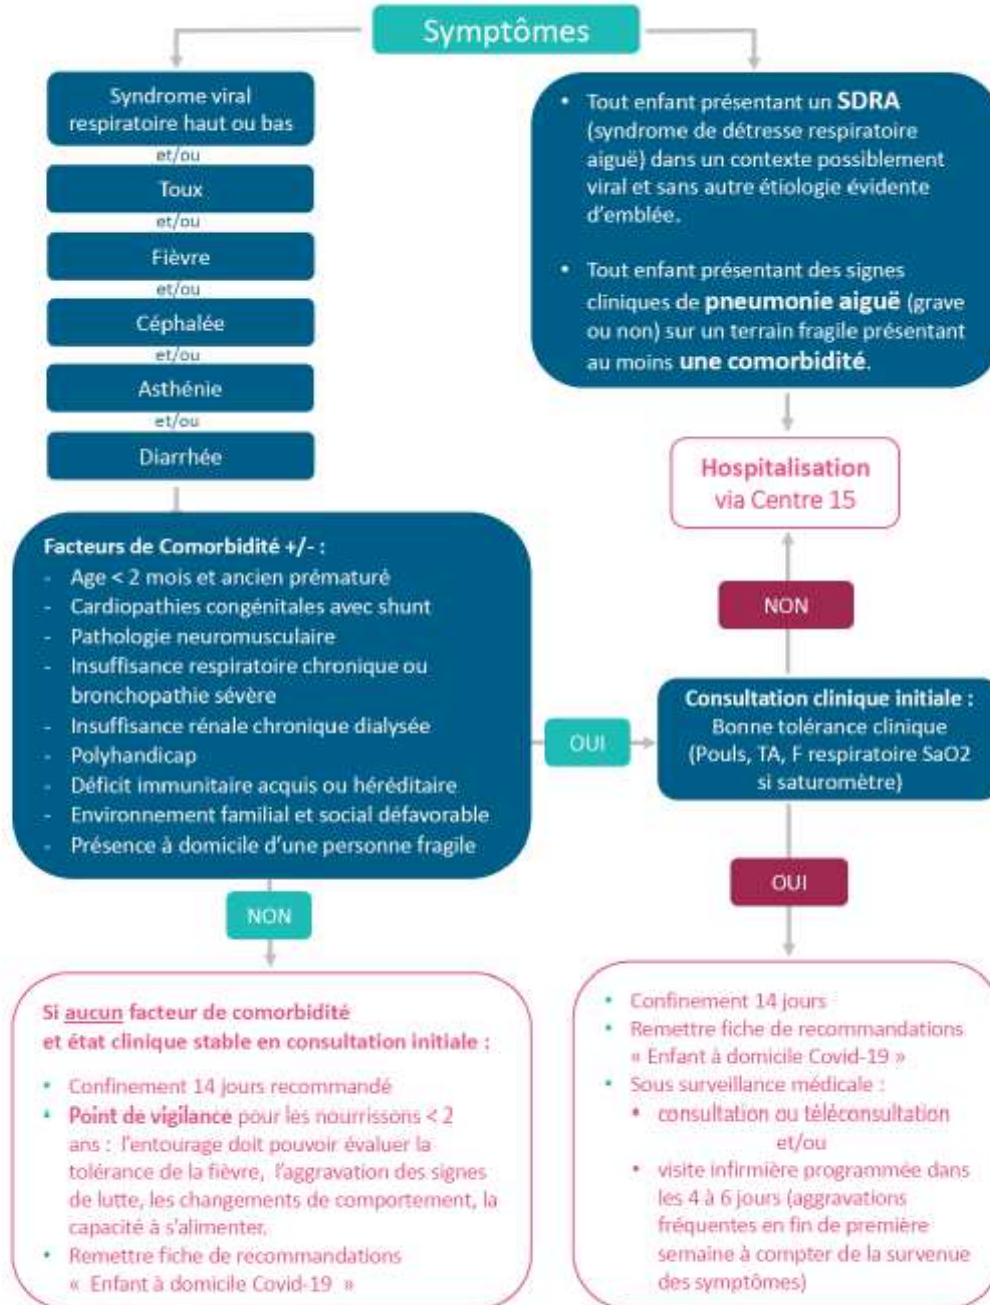 Symptômes
Syndrome viral
respiratoire haut ou bas
et/ou
Toux
et/ou
Fièvre
et/ou
Céphalée
et/ou
Asthénie
et/ou
Diarrhée
• Tout enfant présentant un SDRA
(syndrome de détresse respiratoire
aiguë) dans un contexte possiblement
viral et sans autre étiologie évidente
d'emblée.
• Tout enfant présentant des signes
cliniques de pneumonie aiguë (grave
ou non) sur un terrain fragile présentant
au moins une comorbidité.
Hospitalisation
via Centre 15
NON
Facteurs de Comorbidité +/- :
- Age < 2 mois et ancien prématuré
- Cardiopathies congénitales avec shunt
- Pathologie neuromusculaire
- Insuffisance respiratoire chronique ou
bronchopathie sévère
- Insuffisance rénale chronique dialysée
- Polyhandicap
- Déficit immunitaire acquis ou héréditaire
- Environnement familial et social défavorable
- Présence à domicile d'une personne fragile
OUI
Consultation clinique initiale :
Bonne tolérance clinique
(Pouls, TA, F respiratoire SaO2
si saturomètre)
NON
OUI
Si aucun facteur de comorbidité
et état clinique stable en consultation initiale :
• Confinement 14 jours recommandé
• Point de vigilance pour les nourrissons < 2
ans : l'entourage doit pouvoir évaluer la
tolérance de la fièvre, l'aggravation des signes
de lutte, les changements de comportement, la
capacité à s'alimenter.
• Remettre fiche de recommandations
« Enfant à domicile Covid-19 »
• Confinement 14 jours
• Remettre fiche de recommandations
« Enfant à domicile Covid-19 »
• Sous surveillance médicale :
• consultation ou téléconsultation
et/ou
• visite infirmière programmée dans
les 4 à 6 jours (aggravations
fréquentes en fin de première
semaine à compter de la survenue
des symptômes)